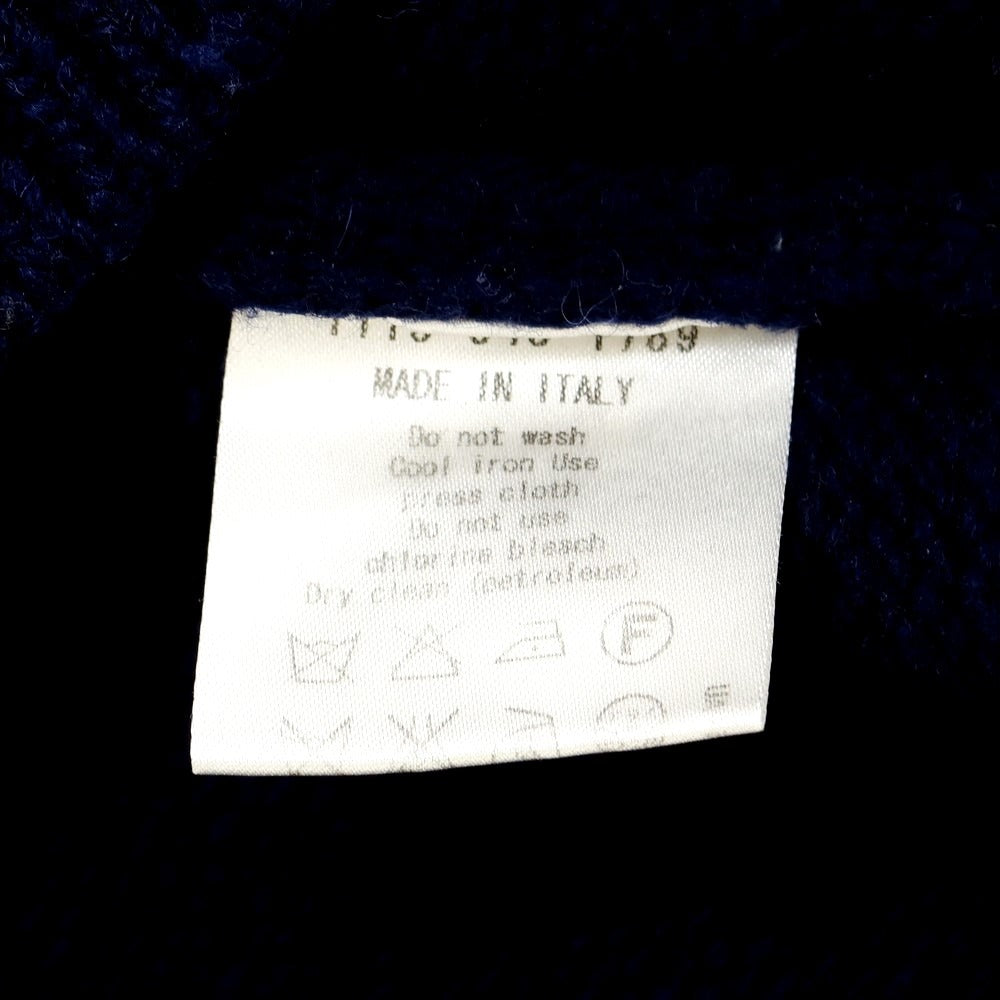 MADE IN ITALY
Do not wash
Cool iron Use
press cloth
Do not use
chlorine bleach
Dry clean (petroleum)
F